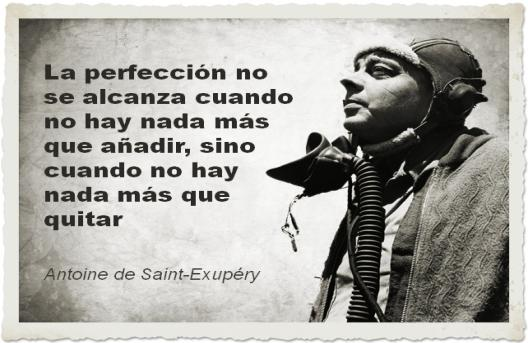 La perfección no
se alcanza cuando
no hay nada más
que añadir, sino
cuando no hay
nada más que
quitar
Antoine de Saint-Exupéry